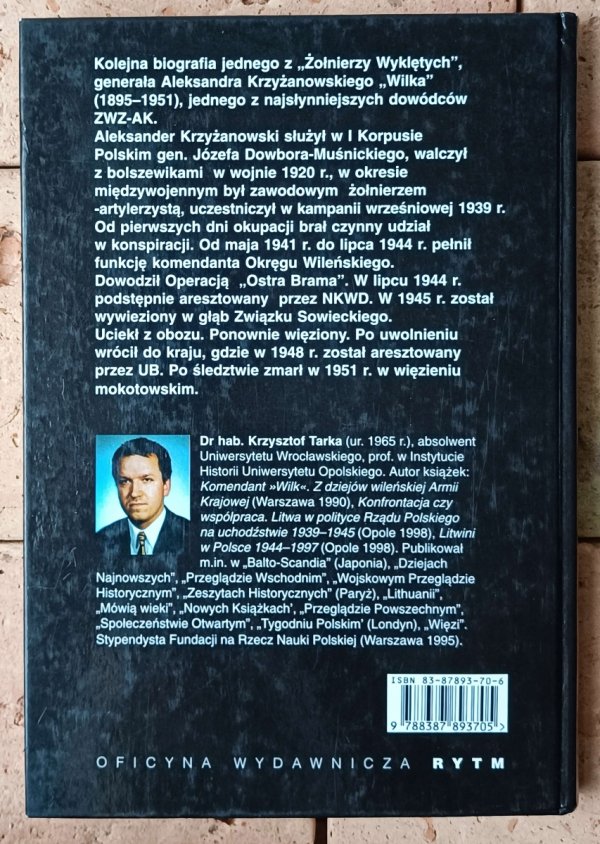 Kolejna biografia jednego z „Żołnierzy Wyklętych”,
generała Aleksandra Krzyżanowskiego „Wilka”
(1895–1951), jednego z najsłynniejszych dowódców
ZWZ-AK.
Aleksander Krzyżanowski służył w I Korpusie
Polskim gen. Józefa Dowbora-Muśnickiego, walczył
z bolszewikami w wojnie 1920 r., w okresie
międzywojennym był zawodowym żołnierzem
-artylerzystą, uczestniczył w kampanii wrześniowej 1939 r.
Od pierwszych dni okupacji brał czynny udział
w konspiracji. Od maja 1941 r. do lipca 1944 r. pełnił
funkcję komendanta Okręgu Wileńskiego.
Dowodził Operacją „Ostra Brama”. W lipcu 1944 r.
podstępnie aresztowany przez NKWD. W 1945 r. został
wywieziony w głąb Związku Sowieckiego.
Uciekł z obozu. Ponownie więziony. Po uwolnieniu
wrócił do kraju, gdzie w 1948 r. został aresztowany
przez UB. Po śledztwie zmarł w 1951 r. w więzieniu
mokotowskim.
Dr hab. Krzysztof Tarka (ur. 1965 r.), absolwent
Uniwersytetu Wrocławskiego, prof. w Instytucie
Historii Uniwersytetu Opolskiego. Autor książek:
Komendant »Wilk«. Z dziejów wileńskiej Armii
Krajowej (Warszawa 1990), Konfrontacja czy
współpraca. Litwa w polityce Rządu Polskiego
na uchodźstwie 1939–1945 (Opole 1998), Litwini
w Polsce 1944–1997 (Opole 1998). Publikował
m.in. w „Balto-Scandia” (Japonia), „Dziejach
Najnowszych”, „Przeglądzie Wschodnim”, „Wojskowym Przeglądzie
Historycznym”, „Zeszytach Historycznych” (Paryż), „Lithuanii”,
„Mówią wieki”, „Nowych Książkach’, „Przeglądzie Powszechnym”,
„Społeczeństwie Otwartym”, „Tygodniu Polskim’ (Londyn), „Więzi”.
Stypendysta Fundacji na Rzecz Nauki Polskiej (Warszawa 1995).
ISBN 83-87893-70-6
9 788387 893705 >
OFICYNA WYDAWNICZA RYTM